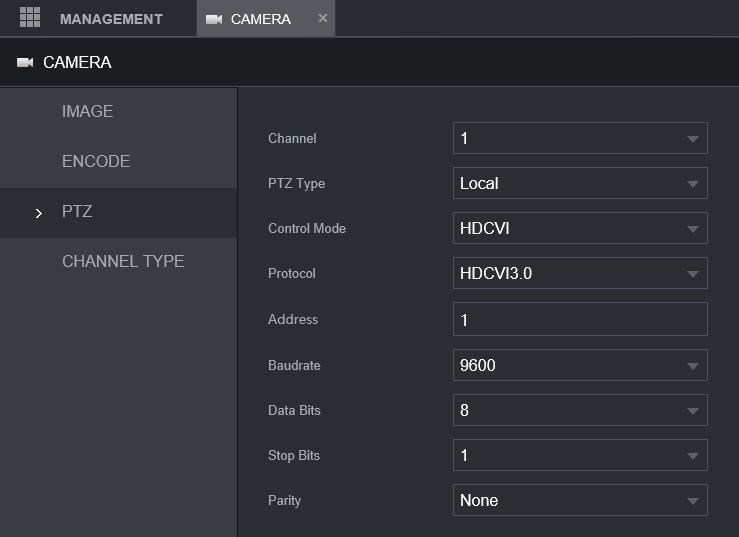 MANAGEMENT CAMERA ×
CAMERA
IMAGE
ENCODE
PTZ
CHANNEL TYPE
Channel 1
PTZ Type Local
Control Mode HDCVI
Protocol HDCVI3.0
Address 1
Baudrate 9600
Data Bits 8
Stop Bits 1
Parity None